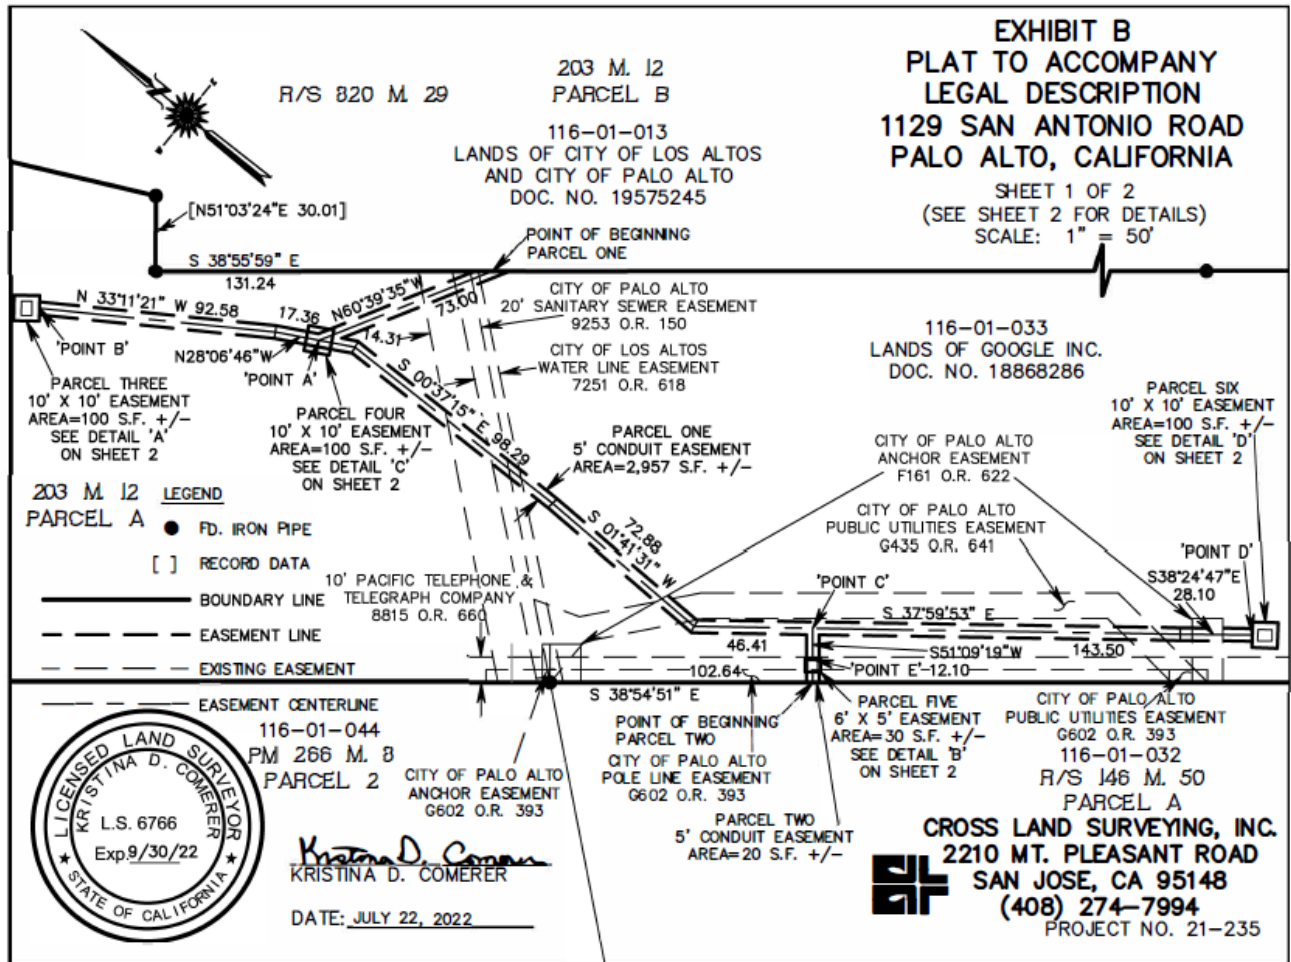 EXHIBIT B
PLAT TO ACCOMPANY
LEGAL DESCRIPTION
1129 SAN ANTONIO ROAD
PALO ALTO, CALIFORNIA
SHEET 1 OF 2
(SEE SHEET 2 FOR DETAILS)
SCALE: 1" = 50'
R/S 820 M. 29
203 M. 12
PARCEL B
116-01-013
LANDS OF CITY OF LOS ALTOS
AND CITY OF PALO ALTO
DOC. NO. 19575245
[N51°03'24"E 30.01]
POINT OF BEGINNING
PARCEL ONE
S 38°55'59" E
131.24
N 33°11'21" W 92.58
17.36
N60°39'35"W
73.00
14.31
N28°06'46"W
'POINT B'
'POINT A'
CITY OF PALO ALTO
20' SANITARY SEWER EASEMENT
9253 O.R. 150
CITY OF LOS ALTOS
WATER LINE EASEMENT
7251 O.R. 618
116-01-033
LANDS OF GOOGLE INC.
DOC. NO. 18868286
PARCEL THREE
10' X 10' EASEMENT
AREA=100 S.F. +/-
SEE DETAIL 'A'
ON SHEET 2
PARCEL FOUR
10' X 10' EASEMENT
AREA=100 S.F. +/-
SEE DETAIL 'C'
ON SHEET 2
S 00°37'15" E 98.29
PARCEL ONE
5' CONDUIT EASEMENT
AREA=2,957 S.F. +/-
CITY OF PALO ALTO
ANCHOR EASEMENT
F161 O.R. 622
PARCEL SIX
10' X 10' EASEMENT
AREA=100 S.F. +/-
SEE DETAIL 'D'
ON SHEET 2
203 M. 12
PARCEL A
LEGEND
FD. IRON PIPE
[ ] RECORD DATA
BOUNDARY LINE
EASEMENT LINE
EXISTING EASEMENT
EASEMENT CENTERLINE
72.88
S 01°41'31" W
CITY OF PALO ALTO
PUBLIC UTILITIES EASEMENT
G435 O.R. 641
10' PACIFIC TELEPHONE &
TELEGRAPH COMPANY
8815 O.R. 660
'POINT C'
'POINT D'
S38°24'47"E
28.10
S 37°59'53" E
46.41
S51°09'19"W
143.50
102.64
'POINT E'
12.10
S 38°54'51" E
POINT OF BEGINNING
PARCEL TWO
CITY OF PALO ALTO
POLE LINE EASEMENT
G602 O.R. 393
PARCEL FIVE
6' X 5' EASEMENT
AREA=30 S.F. +/-
SEE DETAIL 'B'
ON SHEET 2
CITY OF PALO ALTO
PUBLIC UTILITIES EASEMENT
G602 O.R. 393
116-01-032
R/S 146 M. 50
PARCEL A
116-01-044
PM 266 M. 8
PARCEL 2
CITY OF PALO ALTO
ANCHOR EASEMENT
G602 O.R. 393
PARCEL TWO
5' CONDUIT EASEMENT
AREA=20 S.F. +/-
LICENSED LAND SURVEYOR
KRISTINA D. COMERER
L.S. 6766
Exp.9/30/22
STATE OF CALIFORNIA
Kristina D. Comerer
KRISTINA D. COMERER
DATE: JULY 22, 2022
CROSS LAND SURVEYING, INC.
2210 MT. PLEASANT ROAD
SAN JOSE, CA 95148
(408) 274-7994
PROJECT NO. 21-235